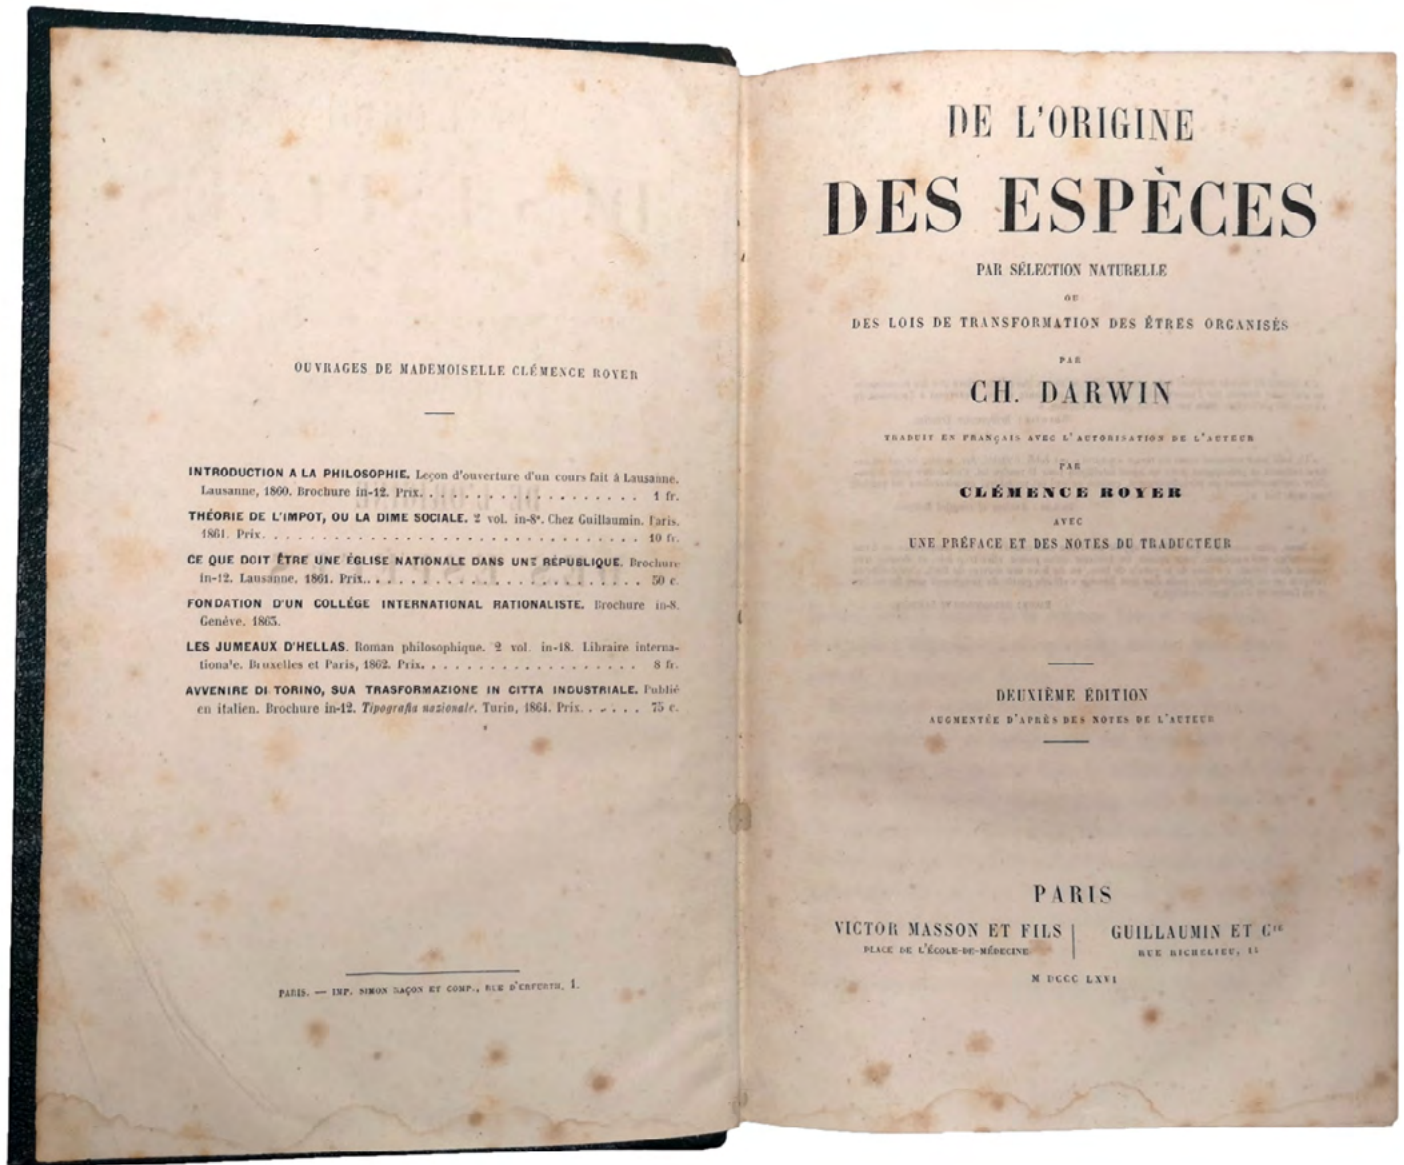 OUVRAGES DE MADEMOISELLE CLÉMENCE ROYER
INTRODUCTION A LA PHILOSOPHIE. Leçon d'ouverture d'un cours fait à Lausanne.
Lausanne, 1860. Brochure in-12. Prix. . . . . . . . . . . . . . . . . 1 fr.
THÉORIE DE L'IMPOT, OU LA DIME SOCIALE. 2 vol. in-8°. Chez Guillaumin. Paris.
1861. Prix. . . . . . . . . . . . . . . . . . . . . . . . . . . . . 10 fr.
CE QUE DOIT ÊTRE UNE ÉGLISE NATIONALE DANS UNE RÉPUBLIQUE. Brochure
in-12. Lausanne. 1861. Prix. . . . . . . . . . . . . . . . . . . . . 50 c.
FONDATION D'UN COLLÉGE INTERNATIONAL RATIONALISTE. Brochure in-8.
Genève.
LES JUMEAUX D'HELLAS. Roman philosophique. 2 vol. in-18. Libraire interna-
tionale. Bruxelles et Paris, 1862. Prix. . . . . . . . . . . . . . . . . 8 fr.
AVVENIRE DI TORINO, SUA TRASFORMAZIONE IN CITTA INDUSTRIALE. Publié
en italien. Brochure in-12. Tipografia nazionale. Turin, 1864. Prix. . . . . . 75 c.
PARIS. — IMP. SIMON RAÇON ET COMP., RUE D'ERFURTH, 1.
DE L'ORIGINE
DES ESPÈCES
PAR SÉLECTION NATURELLE
OU
DES LOIS DE TRANSFORMATION DES ÊTRES ORGANISÉS
PAR
CH. DARWIN
TRADUIT EN FRANÇAIS AVEC L'AUTORISATION DE L'AUTEUR
PAR
CLÉMENCE ROYER
AVEC
UNE PRÉFACE ET DES NOTES DU TRADUCTEUR
DEUXIÈME ÉDITION
AUGMENTÉE D'APRÈS DES NOTES DE L'AUTEUR
PARIS
VICTOR MASSON ET FILS
PLACE DE L'ÉCOLE-DE-MÉDECINE
GUILLAUMIN ET Cie
RUE RICHELIEU,
M DCCC LXVI